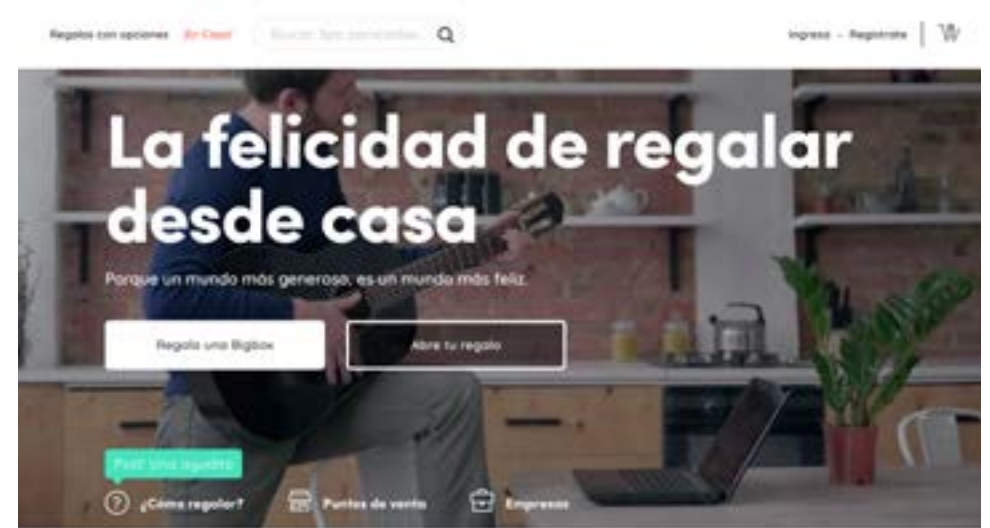 Regalos con opciones En Casa!
Ingresa - Registrate
La felicidad de regalar
desde casa
Porque un mundo más generoso, es un mundo más feliz.
Regala una Bigbox
Abre tu regalo
¿Cómo regalar?
Puntos de venta
Empresas